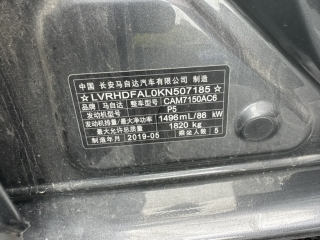 中国 长安马自达汽车有限公司 制造
☆LVRHDFAL0KN507185☆
品牌 马自达 整车型号 CAM7150AC6
发动机型号 P5
发动机排量/最大净功率 1496mL/86 kW
最大允许总质量 1820 kg
制造年月 2019-05 乘坐人数 5